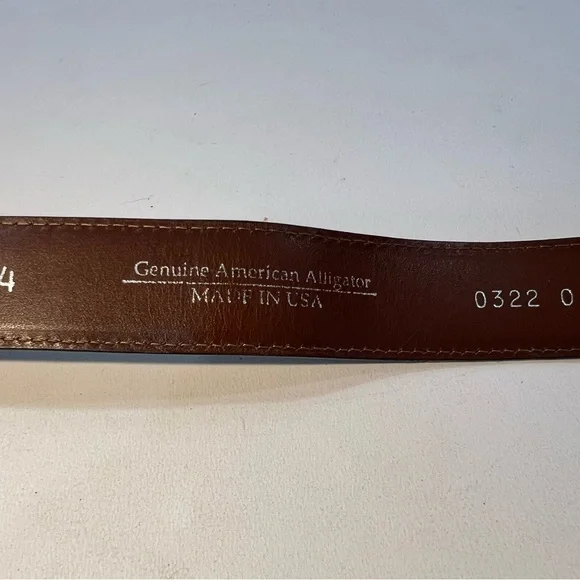 4
Genuine American Alligator
MADE IN USA
0322 0